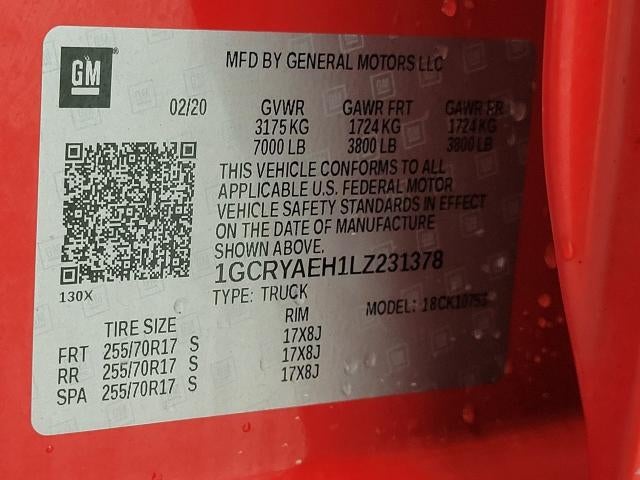 GM
MFD BY GENERAL MOTORS LLC
02/20 GVWR GAWR FRT GAWR RR
3175 KG 1724 KG 1724 KG
7000 LB 3800 LB 3800 LB
THIS VEHICLE CONFORMS TO ALL
APPLICABLE U.S. FEDERAL MOTOR
VEHICLE SAFETY STANDARDS IN EFFECT
ON THE DATE OF MANUFACTURE
SHOWN ABOVE.
1GCRYAEH1LZ231378
130X
TYPE: TRUCK MODEL: 18CK10753
TIRE SIZE RIM
FRT 255/70R17 S 17X8J
RR 255/70R17 S 17X8J
SPA 255/70R17 S 17X8J